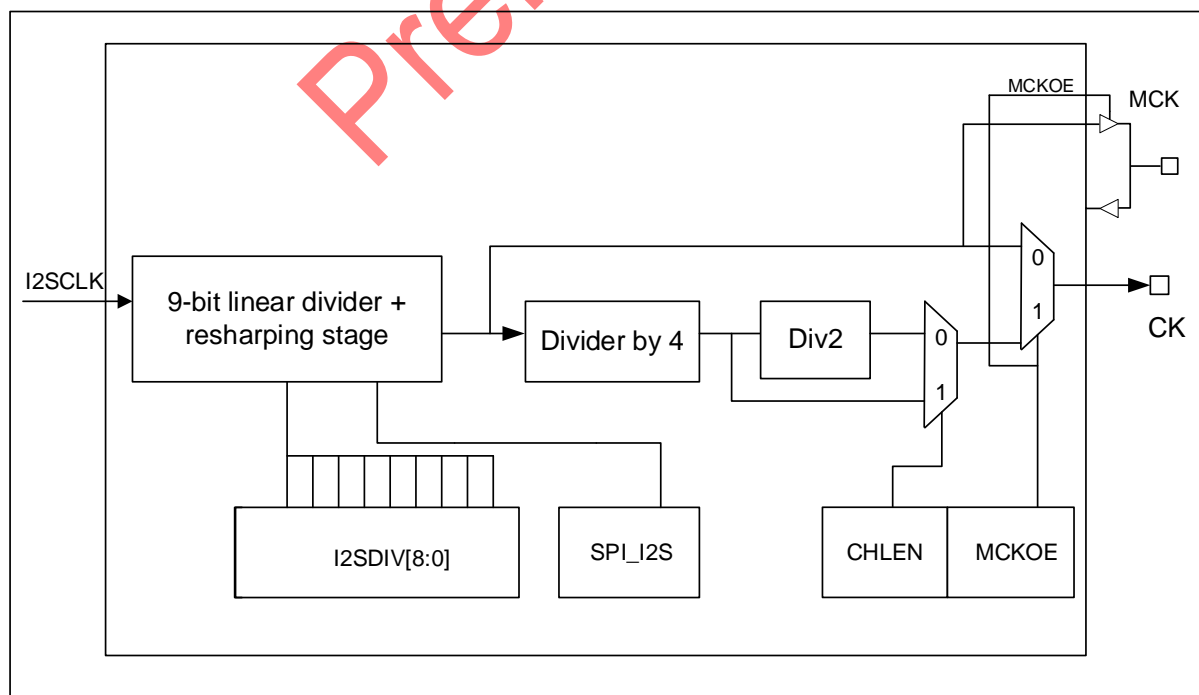 Pre
MCKOE
MCK
I2SCLK
9-bit linear divider +
resharping stage
Divider by 4
Div2
0
1
0
1
CK
I2SDIV[8:0]
SPI_I2S
CHLEN
MCKOE